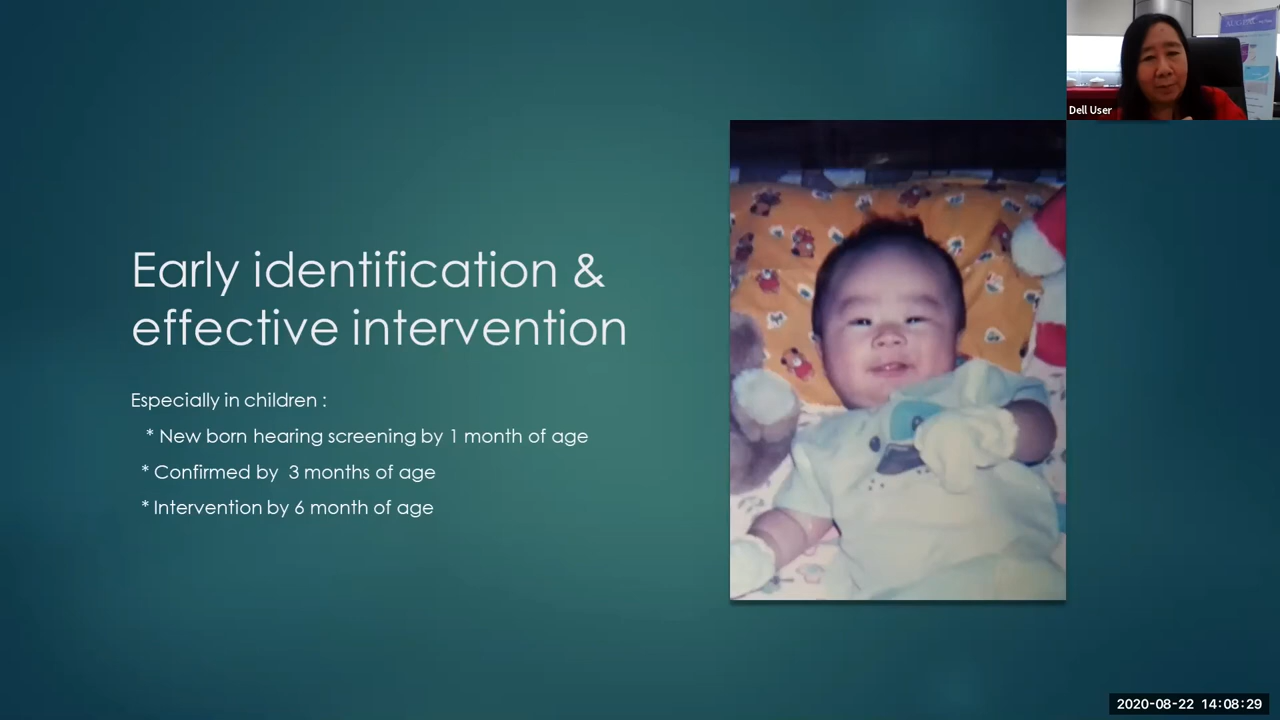 Early identification &
effective intervention
Especially in children :
* New born hearing screening by 1 month of age
* Confirmed by 3 months of age
* Intervention by 6 month of age
Dell User
2020-08-22 14:08:29